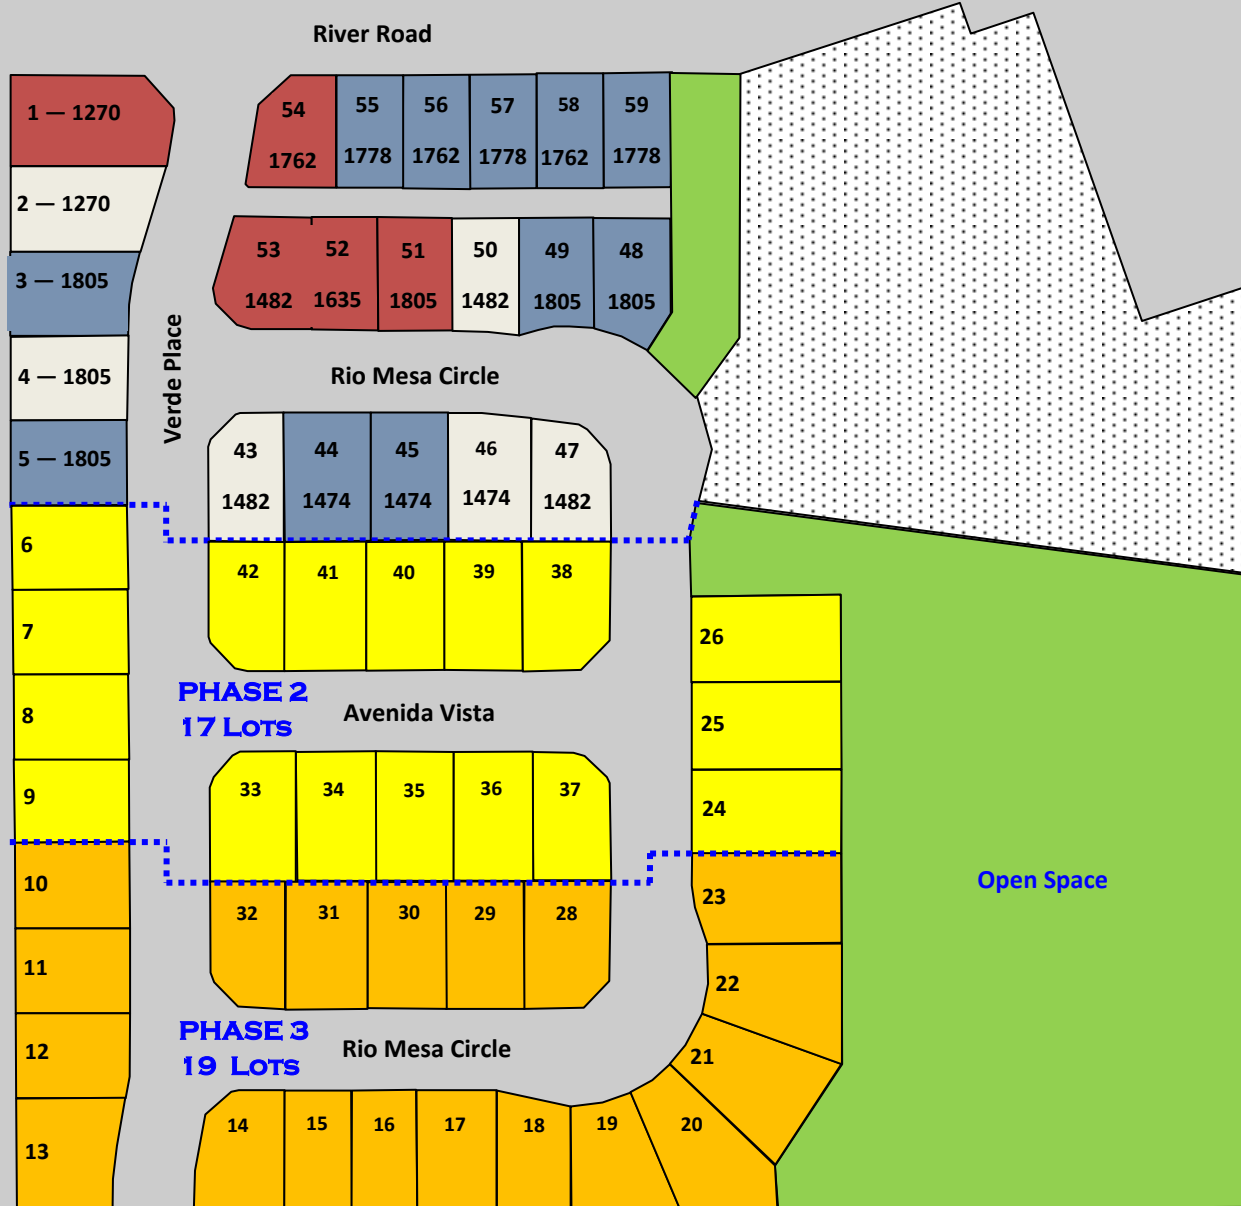 River Road
1 — 1270
2 — 1270
3 — 1805
4 — 1805
5 — 1805
54 55 56 57 58 59
1762 1778 1762 1778 1762 1778
53 52 51 50 49 48
1482 1635 1805 1482 1805 1805
Verde Place
Rio Mesa Circle
43 44 45 46 47
1482 1474 1474 1474 1482
6
7
8
9
42 41 40 39 38
26
25
24
PHASE 2
17 LOTS
Avenida Vista
33 34 35 36 37
Open Space
10
11
12
13
32 31 30 29 28
23
22
21
PHASE 3
19 LOTS
Rio Mesa Circle
14 15 16 17 18 19 20